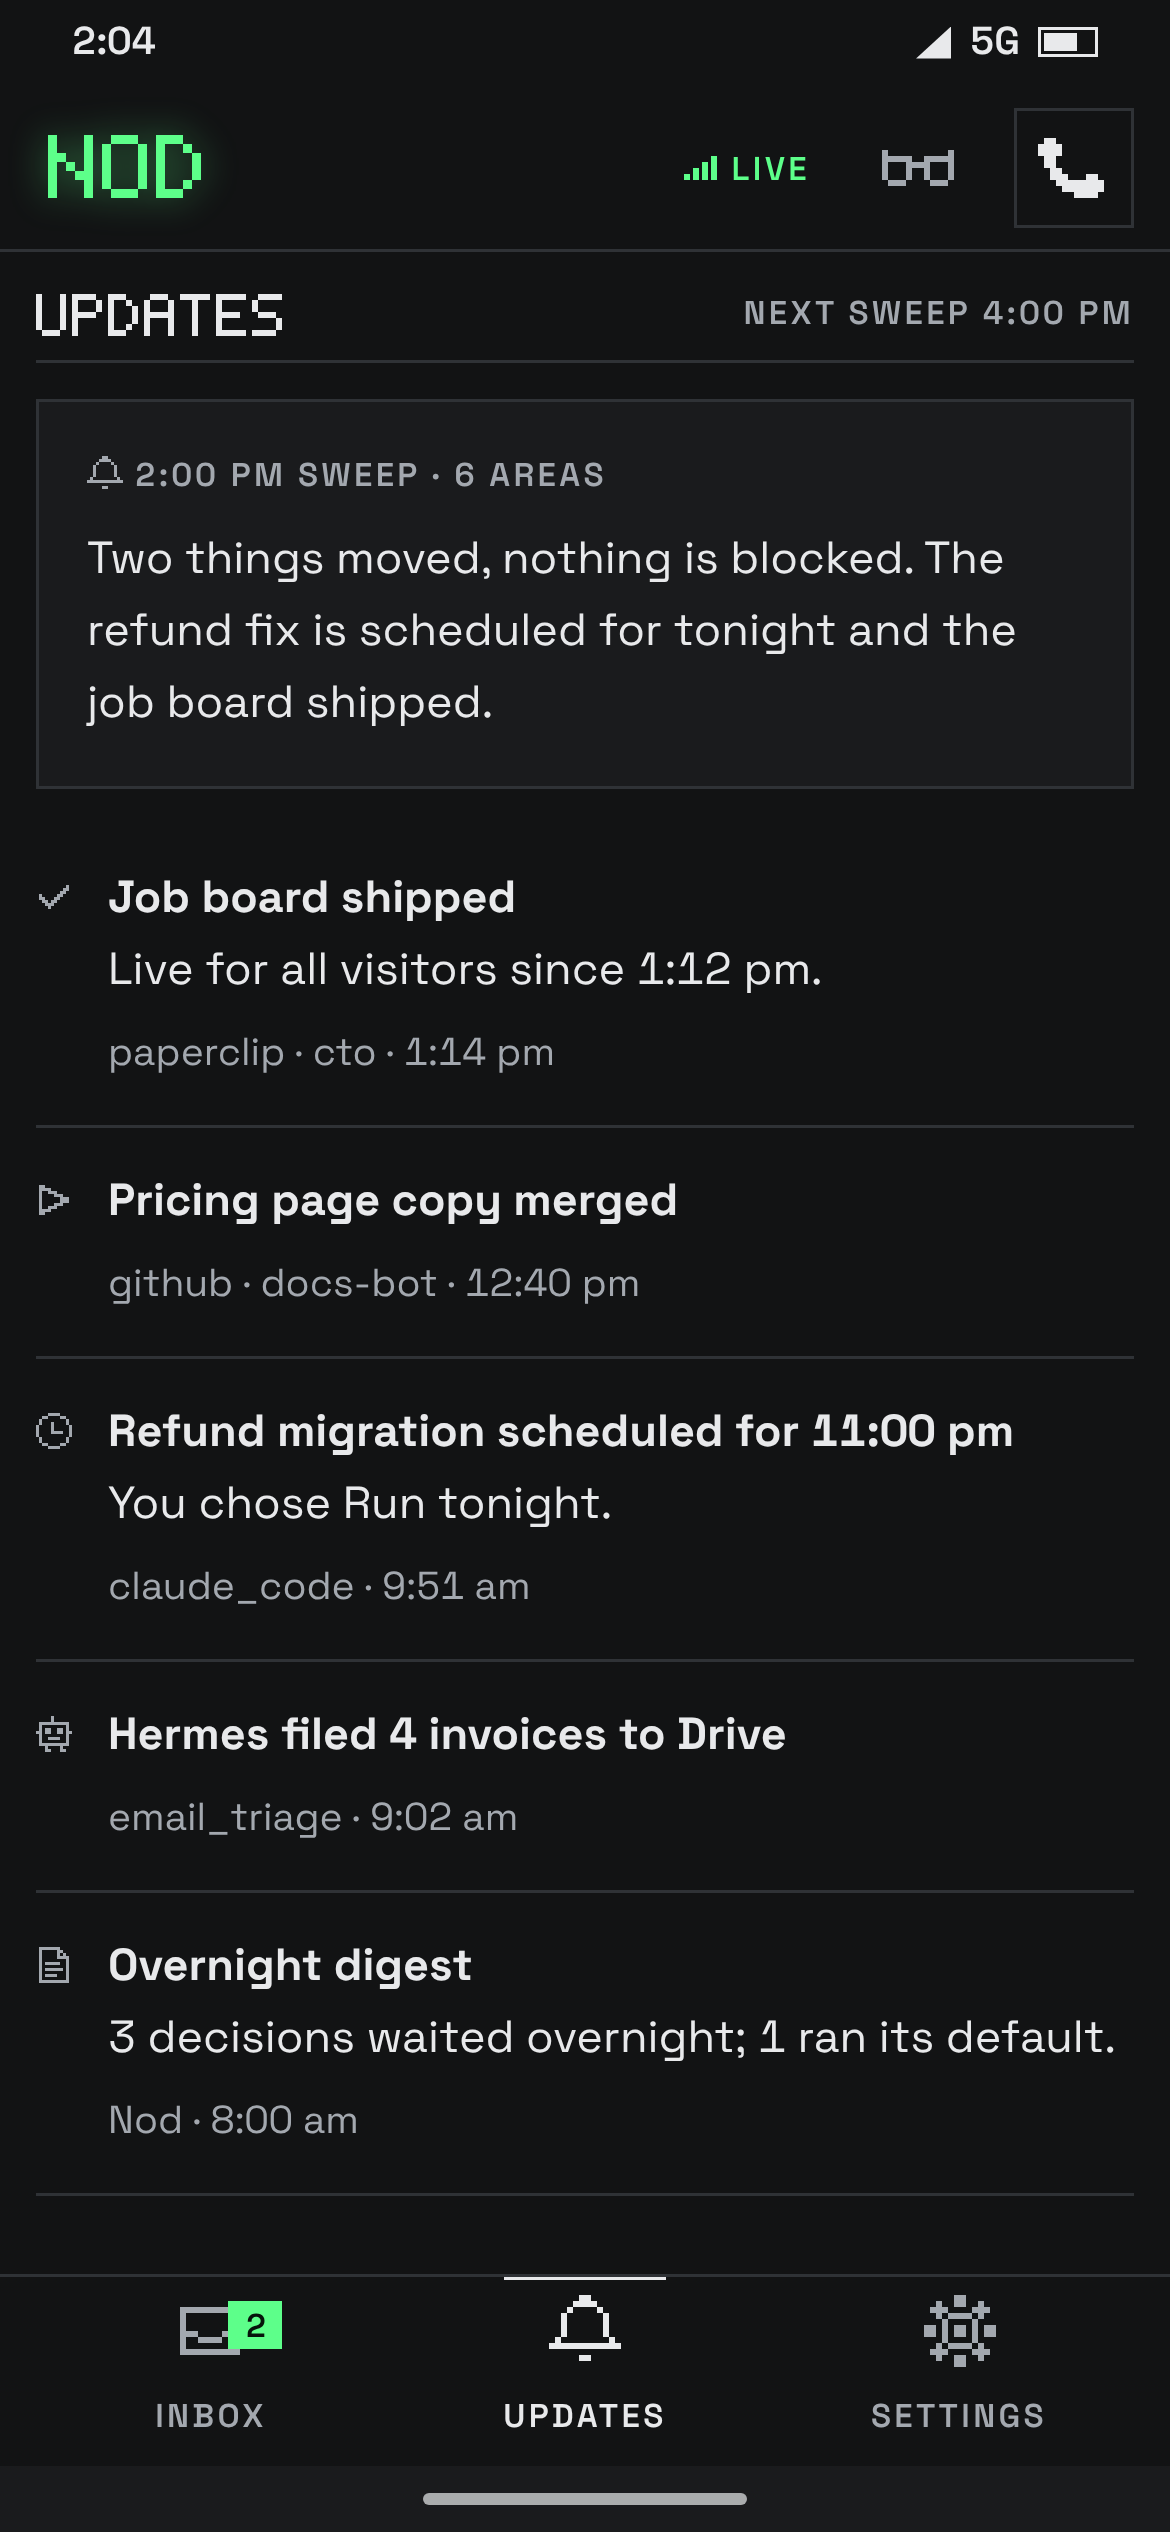 2:04
5G
NOD
LIVE
UPDATES
NEXT SWEEP 4:00 PM
2:00 PM SWEEP · 6 AREAS
Two things moved, nothing is blocked. The
refund fix is scheduled for tonight and the
job board shipped.
Job board shipped
Live for all visitors since 1:12 pm.
paperclip · cto · 1:14 pm
Pricing page copy merged
github · docs-bot · 12:40 pm
Refund migration scheduled for 11:00 pm
You chose Run tonight.
claude_code · 9:51 am
Hermes filed 4 invoices to Drive
email_triage · 9:02 am
Overnight digest
3 decisions waited overnight; 1 ran its default.
Nod · 8:00 am
2
INBOX
UPDATES
SETTINGS